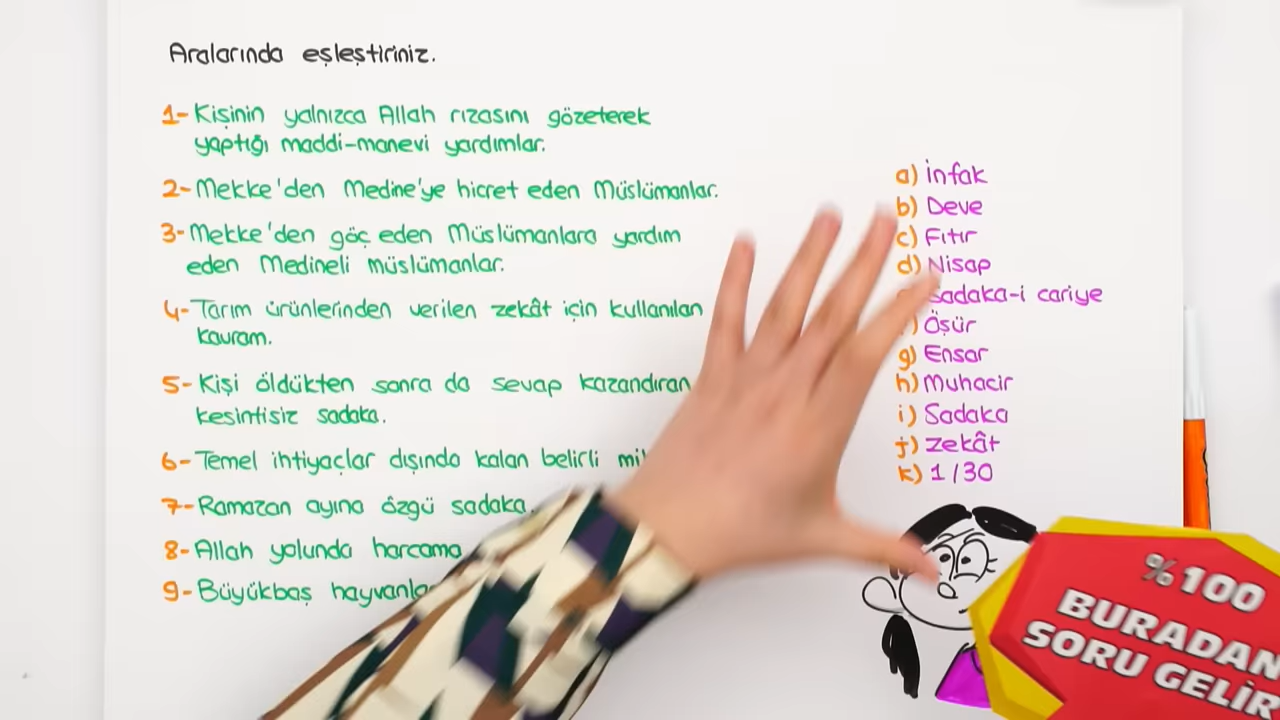 Aralarında eşleştiriniz.
1- Kişinin yalnızca Allah rızasını gözeterek
yaptığı maddi-manevi yardımlar.
2- Mekke'den Medine'ye hicret eden Müslümanlar.
3- Mekke'den göç eden Müslümanlara yardım
eden Medineli müslümanlar.
4- Tarım ürünlerinden verilen zekât için kullanılan
kavram.
5- Kişi öldükten sonra da sevap kazandıran
kesintisiz sadaka.
6- Temel ihtiyaçlar dışında kalan belirli
7- Ramazan ayına özgü sadaka.
8- Allah yolunda harcama
9- Büyükbaş
a) İnfak
b) Deve
c) Fıtır
d) Nisap
Sadaka-i cariye
) Öşür
g) Ensar
h) Muhacir
i) Sadaka
j) zekât
k) 1/30
%100
BURADAN
SORU GELİR